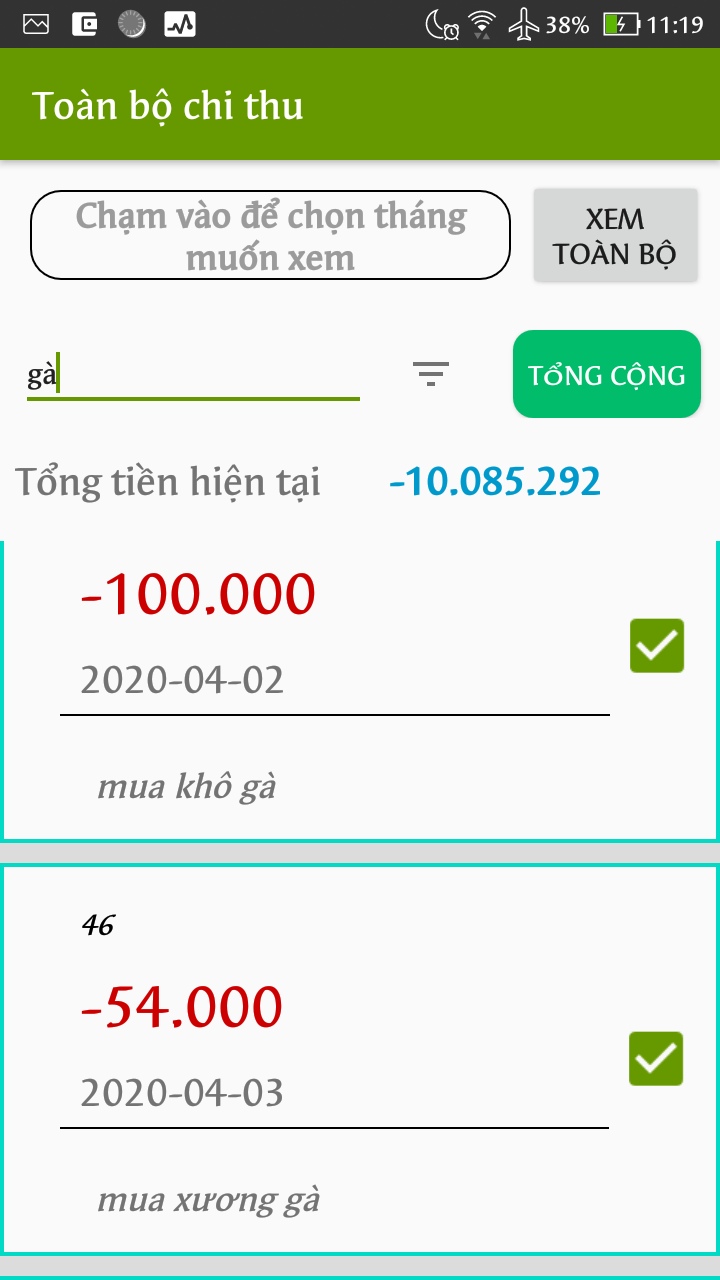 38% 11:19
Toàn bộ chi thu
Chạm vào để chọn tháng
muốn xem
XEM
TOÀN BỘ
gà
TỔNG CỘNG
Tổng tiền hiện tại -10.085.292
-100.000
2020-04-02
mua khô gà
46
-54.000
2020-04-03
mua xương gà